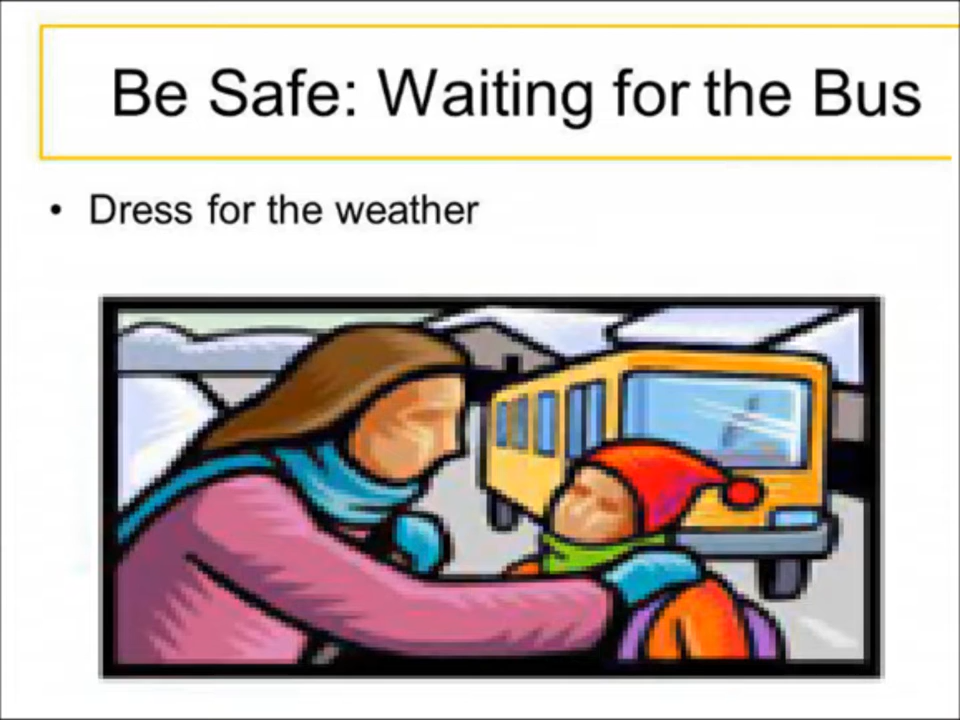 Be Safe: Waiting for the Bus
• Dress for the weather